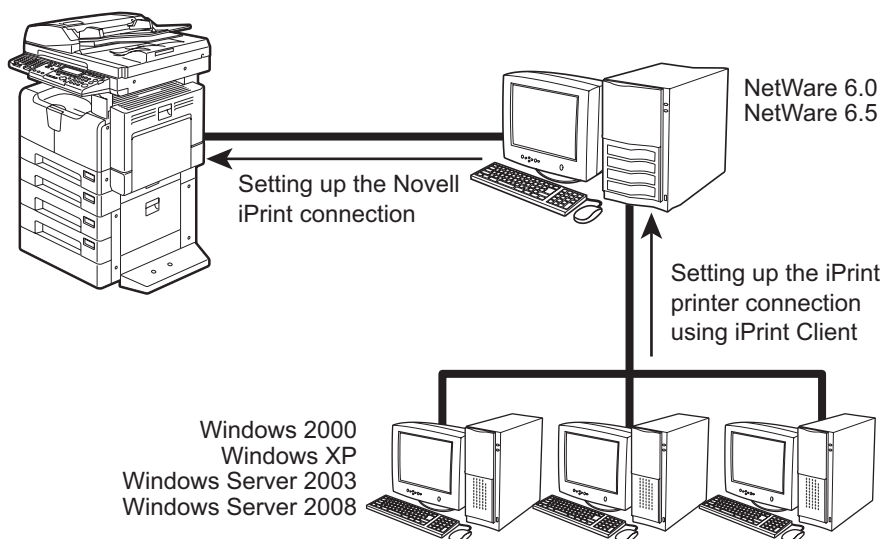 NetWare 6.0
NetWare 6.5
Setting up the Novell
iPrint connection
Setting up the iPrint
printer connection
using iPrint Client
Windows 2000
Windows XP
Windows Server 2003
Windows Server 2008